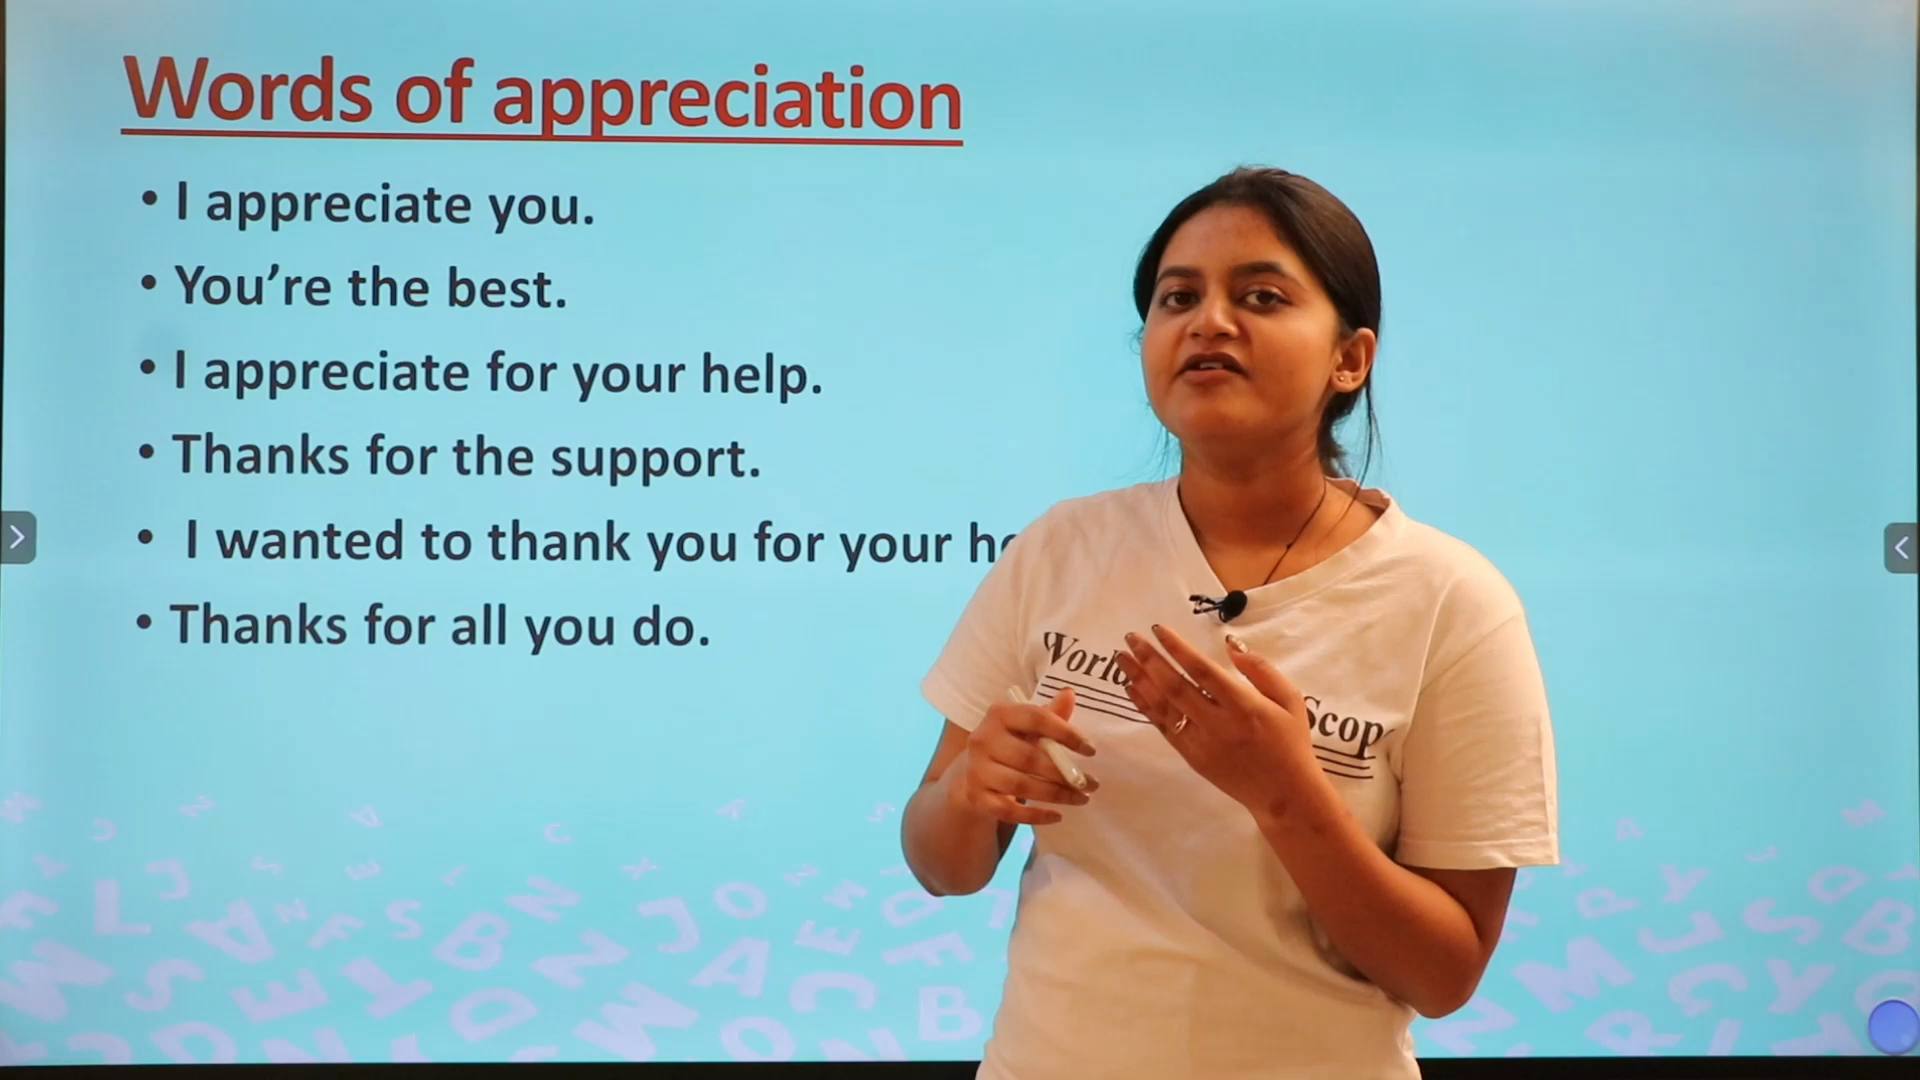 Words of appreciation
• I appreciate you.
• You’re the best.
• I appreciate for your help.
• Thanks for the support.
• I wanted to thank you for your
• Thanks for all you do.